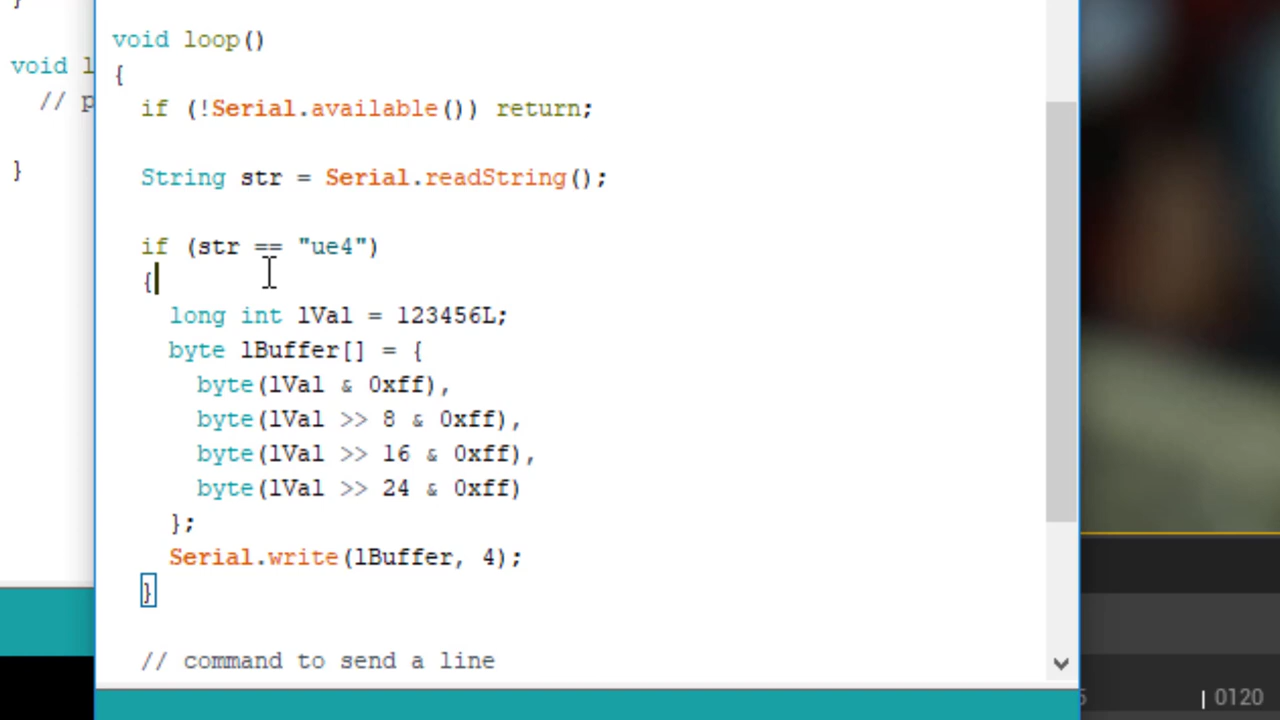 }
void l
// p
}
void loop()
{
if (!Serial.available()) return;
String str = Serial.readString();
if (str == "ue4")
{
long int lVal = 123456L;
byte lBuffer[] = {
byte(lVal & 0xff),
byte(lVal >> 8 & 0xff),
byte(lVal >> 16 & 0xff),
byte(lVal >> 24 & 0xff)
};
Serial.write(lBuffer, 4);
}
// command to send a line
5
| 0120